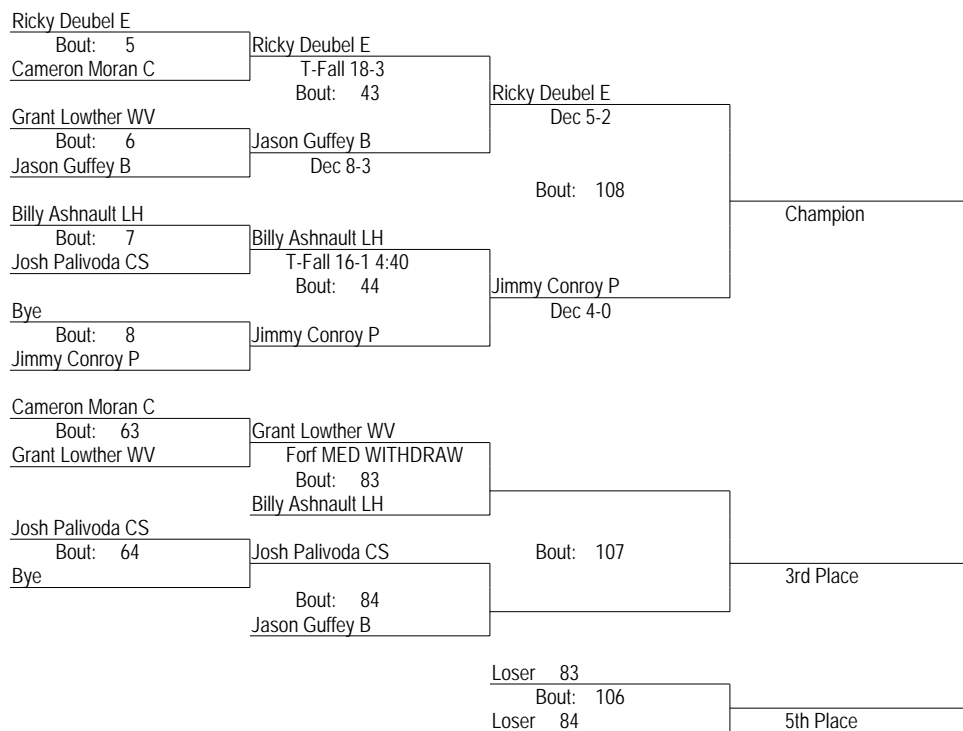 Ricky Deubel E
Bout: 5
Cameron Moran C
Ricky Deubel E
T-Fall 18-3
Bout: 43
Ricky Deubel E
Dec 5-2
Grant Lowther WV
Bout: 6
Jason Guffey B
Jason Guffey B
Dec 8-3
Bout: 108
Champion
Billy Ashnault LH
Bout: 7
Josh Palivoda CS
Billy Ashnault LH
T-Fall 16-1 4:40
Bout: 44
Jimmy Conroy P
Dec 4-0
Bye
Bout: 8
Jimmy Conroy P
Jimmy Conroy P
Cameron Moran C
Bout: 63
Grant Lowther WV
Grant Lowther WV
Forf MED WITHDRAW
Bout: 83
Billy Ashnault LH
Josh Palivoda CS
Bout: 64
Bye
Josh Palivoda CS
Bout: 84
Jason Guffey B
Bout: 107
3rd Place
Loser 83
Bout: 106
Loser 84
5th Place